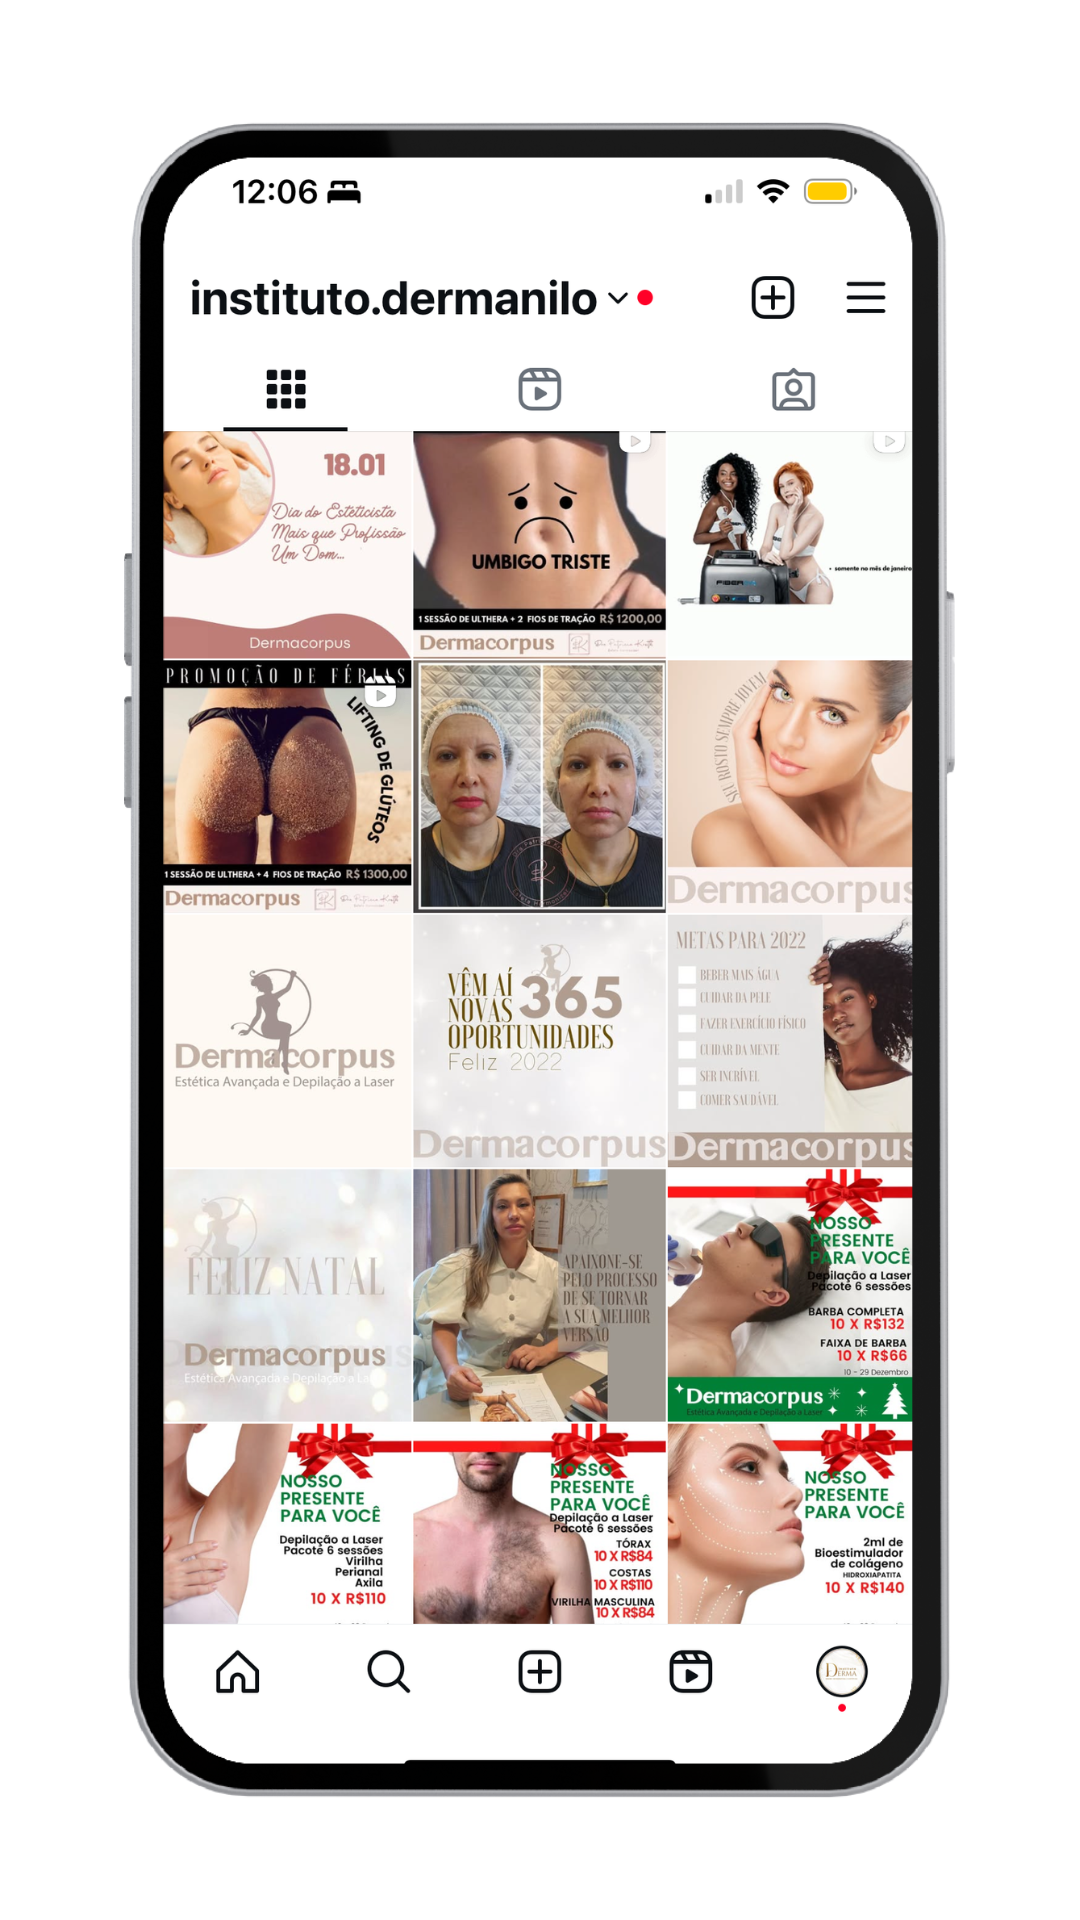 12:06
instituto.dermanilo
18.01
Dia do Esteticista
Mais que Profissão
Um Dom...
Dermacorpus
UMBIGO TRISTE
1 SESSÃO DE ULTHERA + 2 FIOS DE TRAÇÃO R$ 1200,00
Dermacorpus
FIBER
• somente no mês de janeiro
PROMOÇÃO DE FÉRIAS
LIFTING DE GLÚTEOS
1 SESSÃO DE ULTHERA + 4 FIOS DE TRAÇÃO R$ 1300,00
Dermacorpus
SEU ROSTO SEMPRE JOVEM
Dermacorpus
Dermacorpus
Estética Avançada e Depilação a Laser
VÊM AÍ
NOVAS 365
OPORTUNIDADES
Feliz 2022
Dermacorpus
METAS PARA 2022
BEBER MAIS ÁGUA
CUIDAR DA PELE
FAZER EXERCÍCIO FÍSICO
CUIDAR DA MENTE
SER INCRÍVEL
COMER SAUDÁVEL
Dermacorpus
FELIZ NATAL
Dermacorpus
Estética Avançada e Depilação a Laser
APAIXONE-SE
PELO PROCESSO
DE SE TORNAR
A SUA MELHOR
VERSÃO
NOSSO
PRESENTE
PARA VOCÊ
Depilação a Laser
Pacote 6 sessões
BARBA COMPLETA
10 X R$132
FAIXA DE BARBA
10 X R$66
10 - 29 Dezembro
Dermacorpus
Estética Avançada e Depilação a Laser
NOSSO
PRESENTE
PARA VOCÊ
Depilação a Laser
Pacote 6 sessões
Virilha
Perianal
Axila
10 X R$110
NOSSO
PRESENTE
PARA VOCÊ
Depilação a Laser
Pacote 6 sessões
TÓRAX
10 X R$84
COSTAS
10 X R$110
VIRILHA MASCULINA
10 X R$84
NOSSO
PRESENTE
PARA VOCÊ
2ml de
Bioestimulador
de colágeno
HIDROXIAPATITA
10 X R$140
DERMA